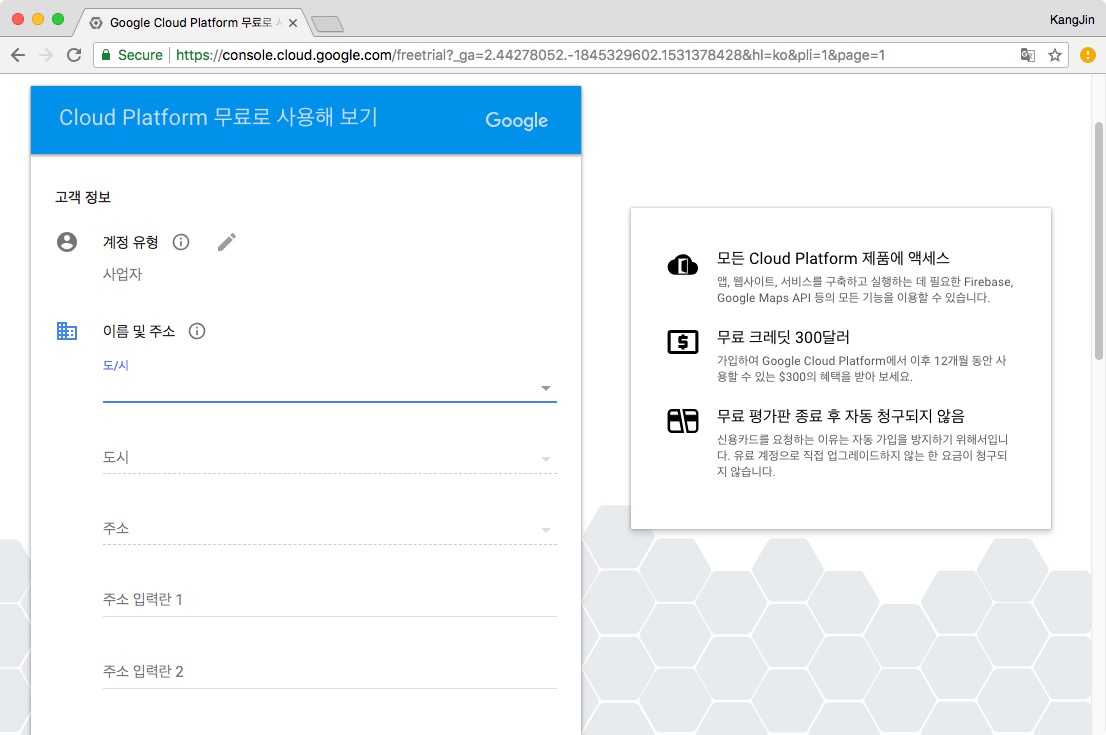 Google Cloud Platform 무료로
KangJin
Secure
https://console.cloud.google.com/freetrial?_ga=2.44278052.-1845329602.1531378428&hl=ko&pli=1&page=1
Cloud Platform 무료로 사용해 보기
Google
고객 정보
계정 유형
사업자
이름 및 주소
도/시
도시
주소
주소 입력란 1
주소 입력란 2
모든 Cloud Platform 제품에 액세스
앱, 웹사이트, 서비스를 구축하고 실행하는 데 필요한 Firebase,
Google Maps API 등의 모든 기능을 이용할 수 있습니다.
무료 크레딧 300달러
가입하여 Google Cloud Platform에서 이후 12개월 동안 사
용할 수 있는 $300의 혜택을 받아 보세요.
무료 평가판 종료 후 자동 청구되지 않음
신용카드를 요청하는 이유는 자동 가입을 방지하기 위해서입니
다. 유료 계정으로 직접 업그레이드하지 않는 한 요금이 청구되
지 않습니다.